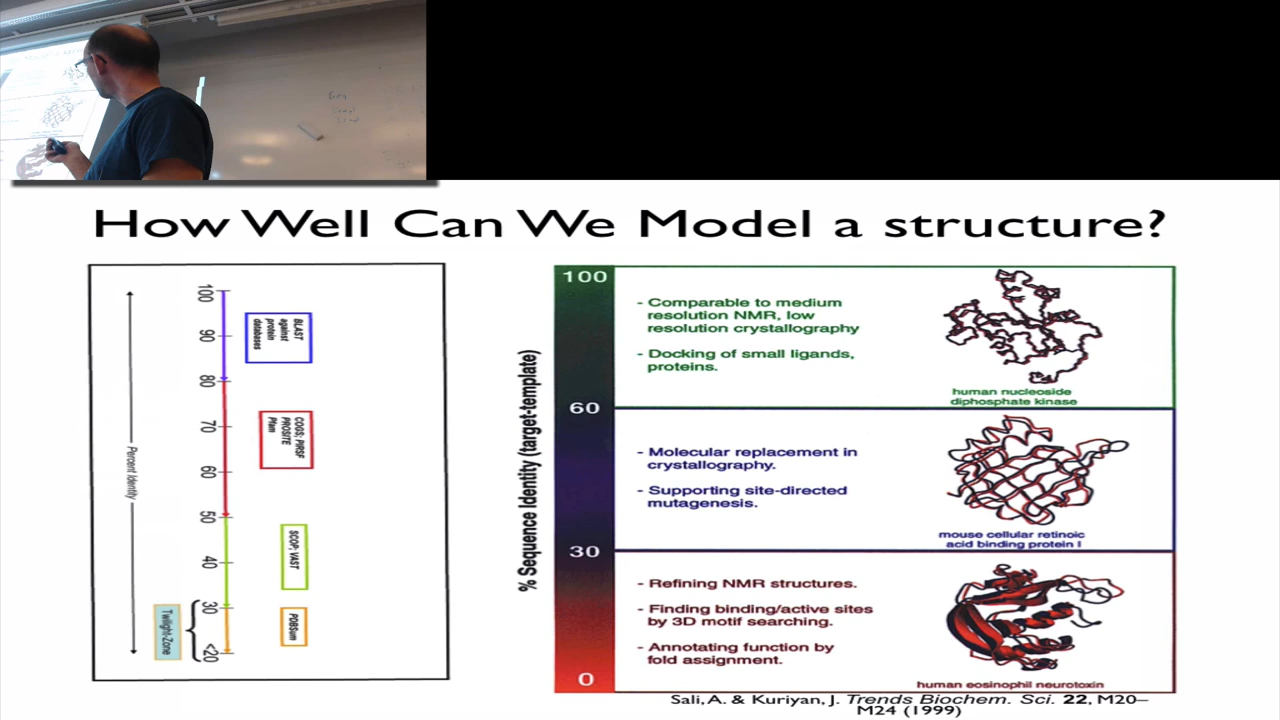 How Well Can We Model a structure?
100
90
80
70
60
50
40
30
<20
Percent Identity
BLAST
against
protein
databases
COGS; PIRSF
PROSITE
Pfam
SCOP; VAST
PDBSum
Twilight-Zone
% Sequence Identity (target-template)
100
60
30
0
- Comparable to medium
resolution NMR, low
resolution crystallography
- Docking of small ligands,
proteins.
human nucleoside
diphosphate kinase
- Molecular replacement in
crystallography.
- Supporting site-directed
mutagenesis.
mouse cellular retinoic
acid binding protein I
- Refining NMR structures.
- Finding binding/active sites
by 3D motif searching.
- Annotating function by
fold assignment.
human eosinophil neurotoxin
Sali, A. & Kuriyan, J. Trends Biochem. Sci. 22, M20–
M24 (1999)